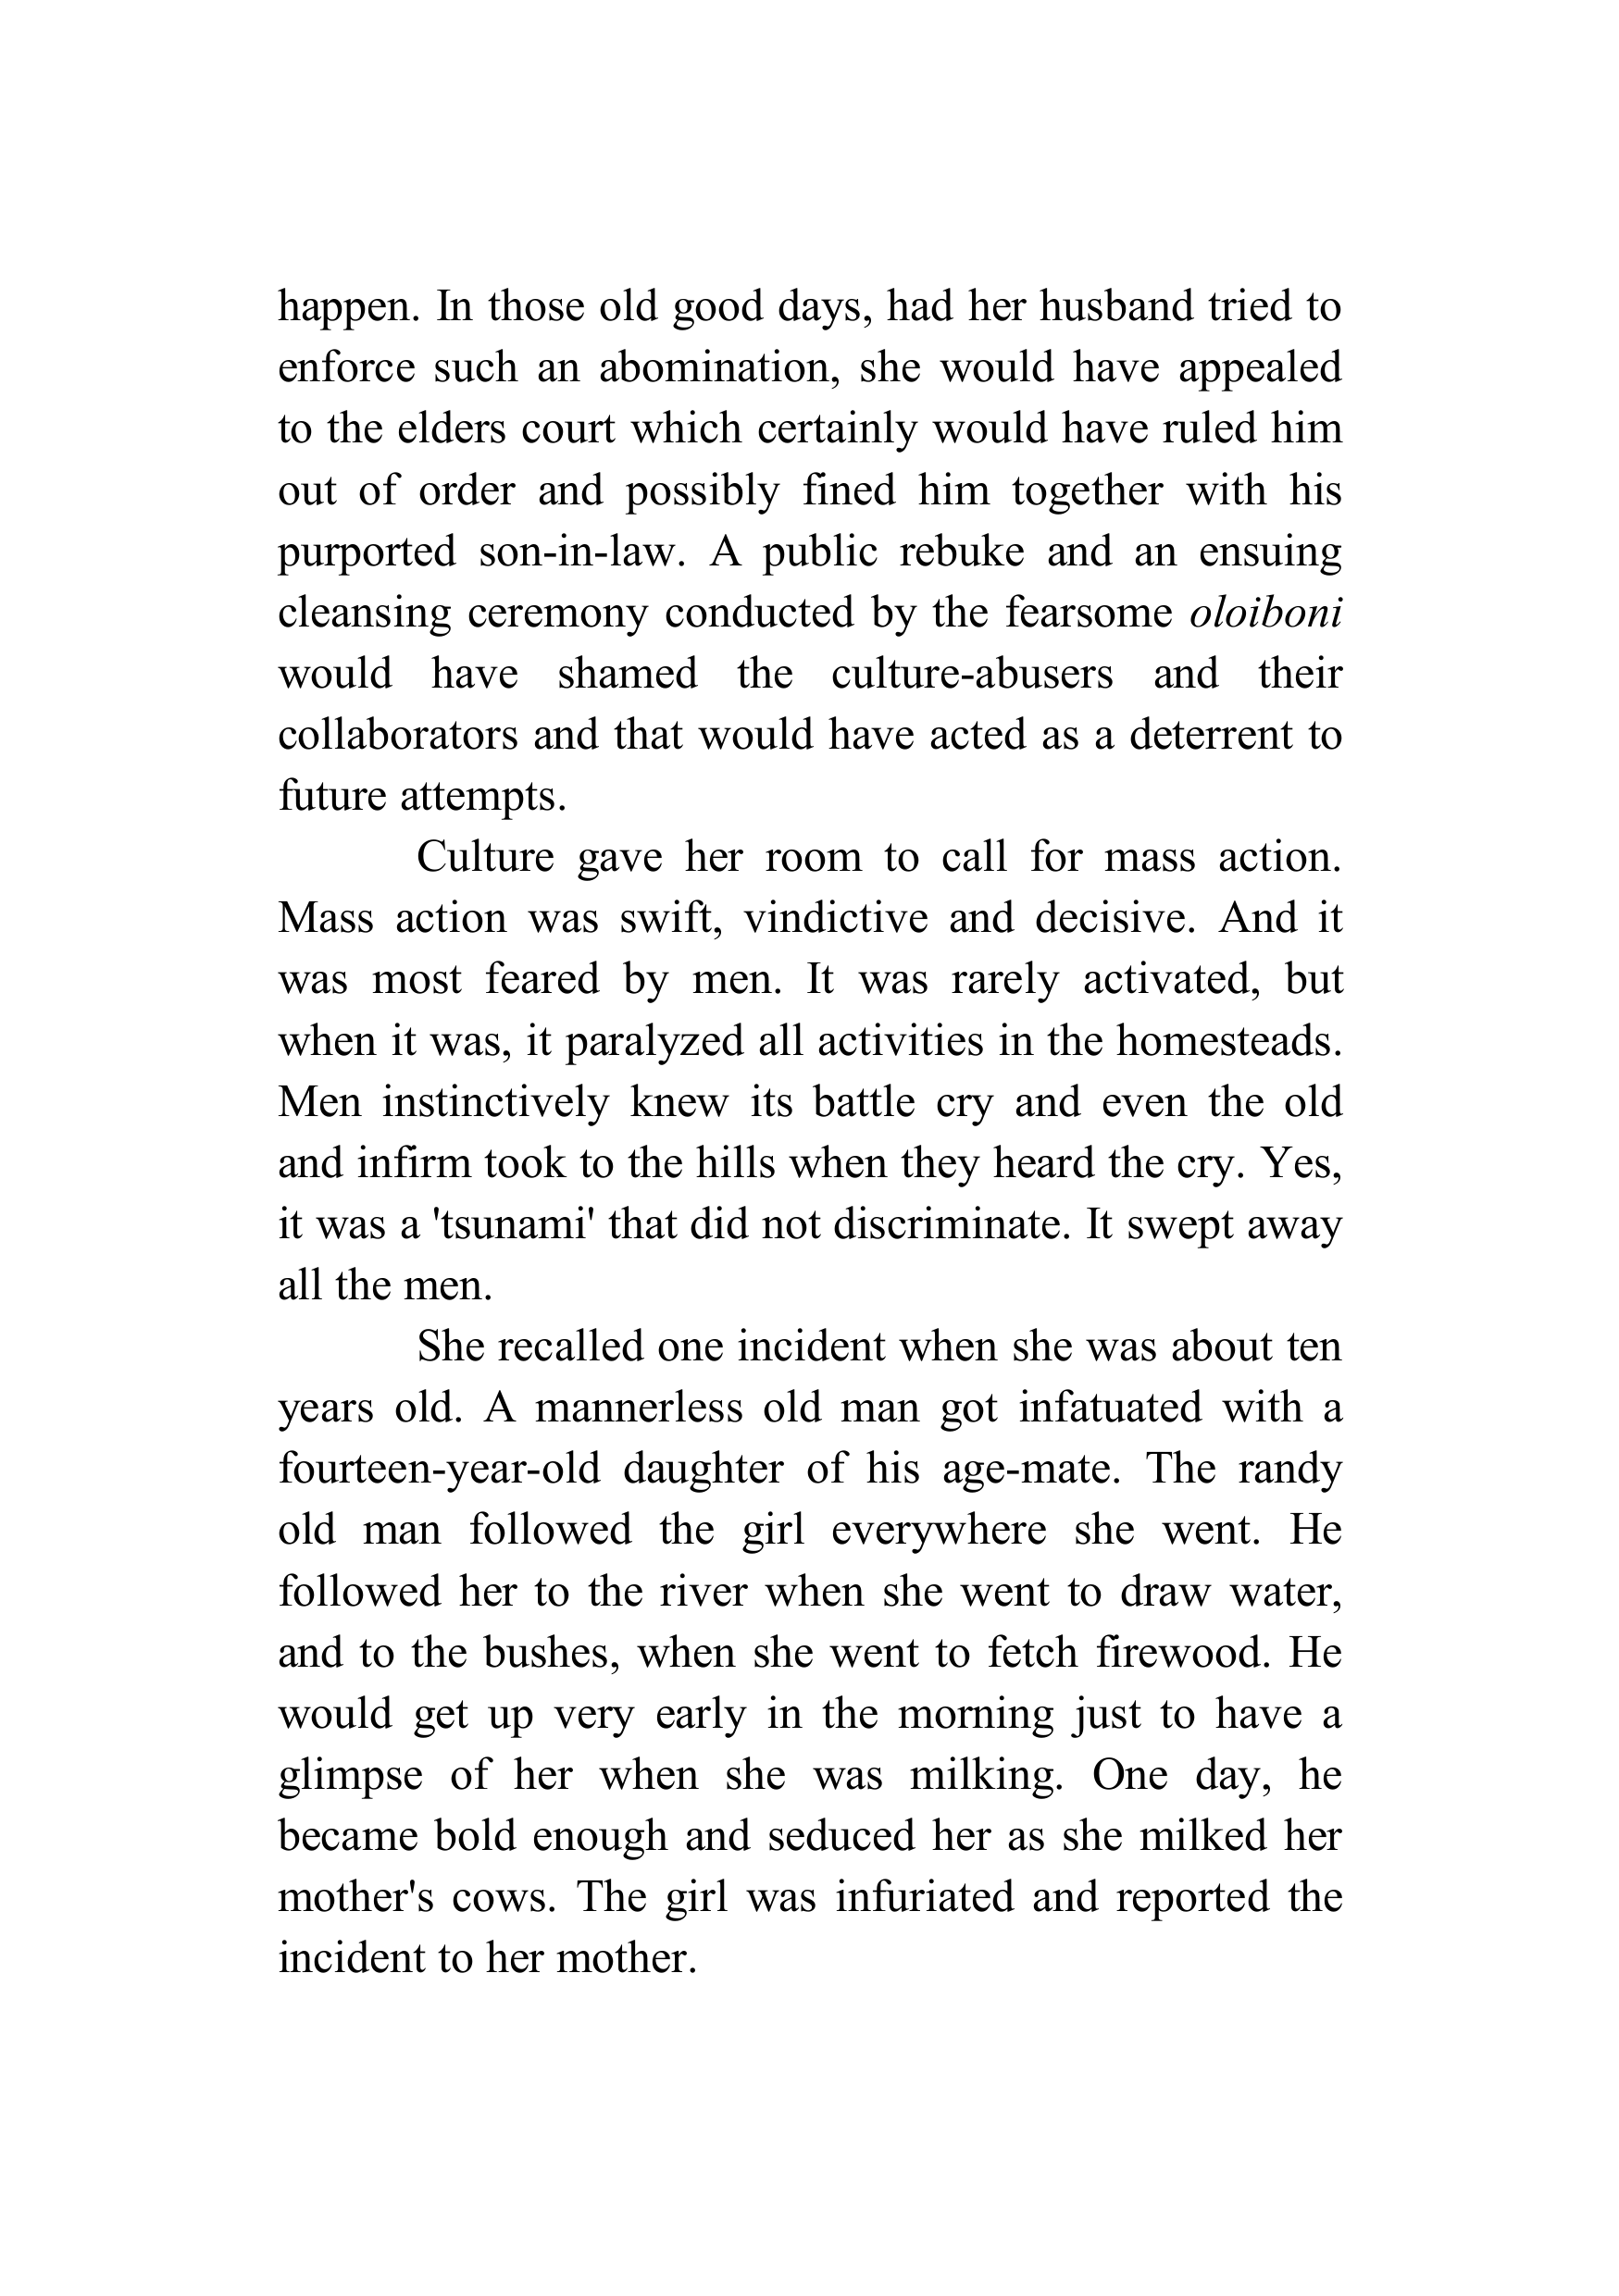 happen. In those old good days, had her husband tried to
enforce such an abomination, she would have appealed
to the elders court which certainly would have ruled him
out of order and possibly fined him together with his
purported son-in-law. A public rebuke and an ensuing
cleansing ceremony conducted by the fearsome oloiboni
would have shamed the culture-abusers and their
collaborators and that would have acted as a deterrent to
future attempts.
Culture gave her room to call for mass action.
Mass action was swift, vindictive and decisive. And it
was most feared by men. It was rarely activated, but
when it was, it paralyzed all activities in the homesteads.
Men instinctively knew its battle cry and even the old
and infirm took to the hills when they heard the cry. Yes,
it was a 'tsunami' that did not discriminate. It swept away
all the men.
She recalled one incident when she was about ten
years old. A mannerless old man got infatuated with a
fourteen-year-old daughter of his age-mate. The randy
old man followed the girl everywhere she went. He
followed her to the river when she went to draw water,
and to the bushes, when she went to fetch firewood. He
would get up very early in the morning just to have a
glimpse of her when she was milking. One day, he
became bold enough and seduced her as she milked her
mother's cows. The girl was infuriated and reported the
incident to her mother.